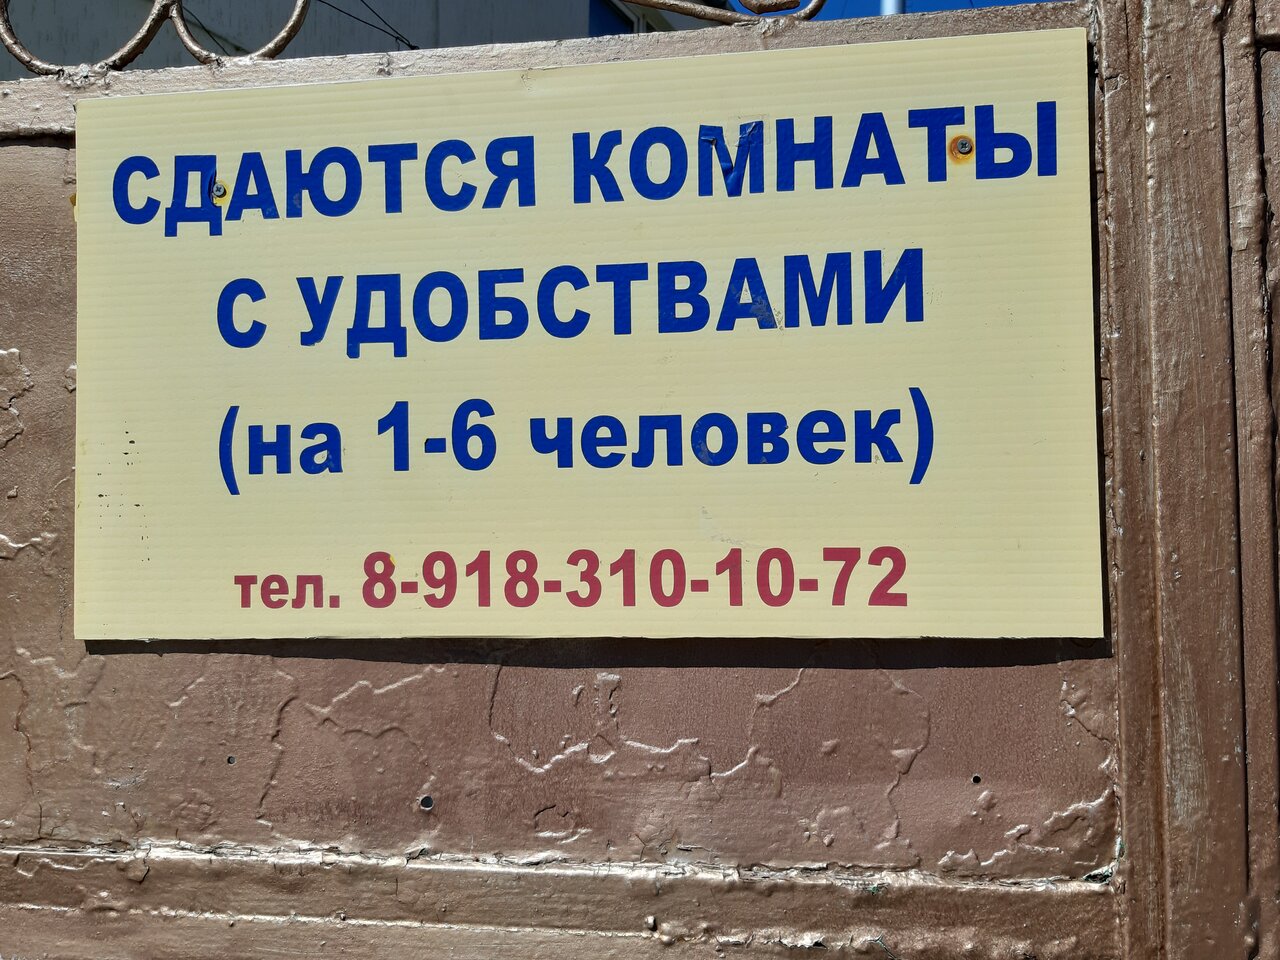 СДАЮТСЯ КОМНАТЫ
С УДОБСТВАМИ
(на 1-6 человек)
тел. 8-918-310-10-72